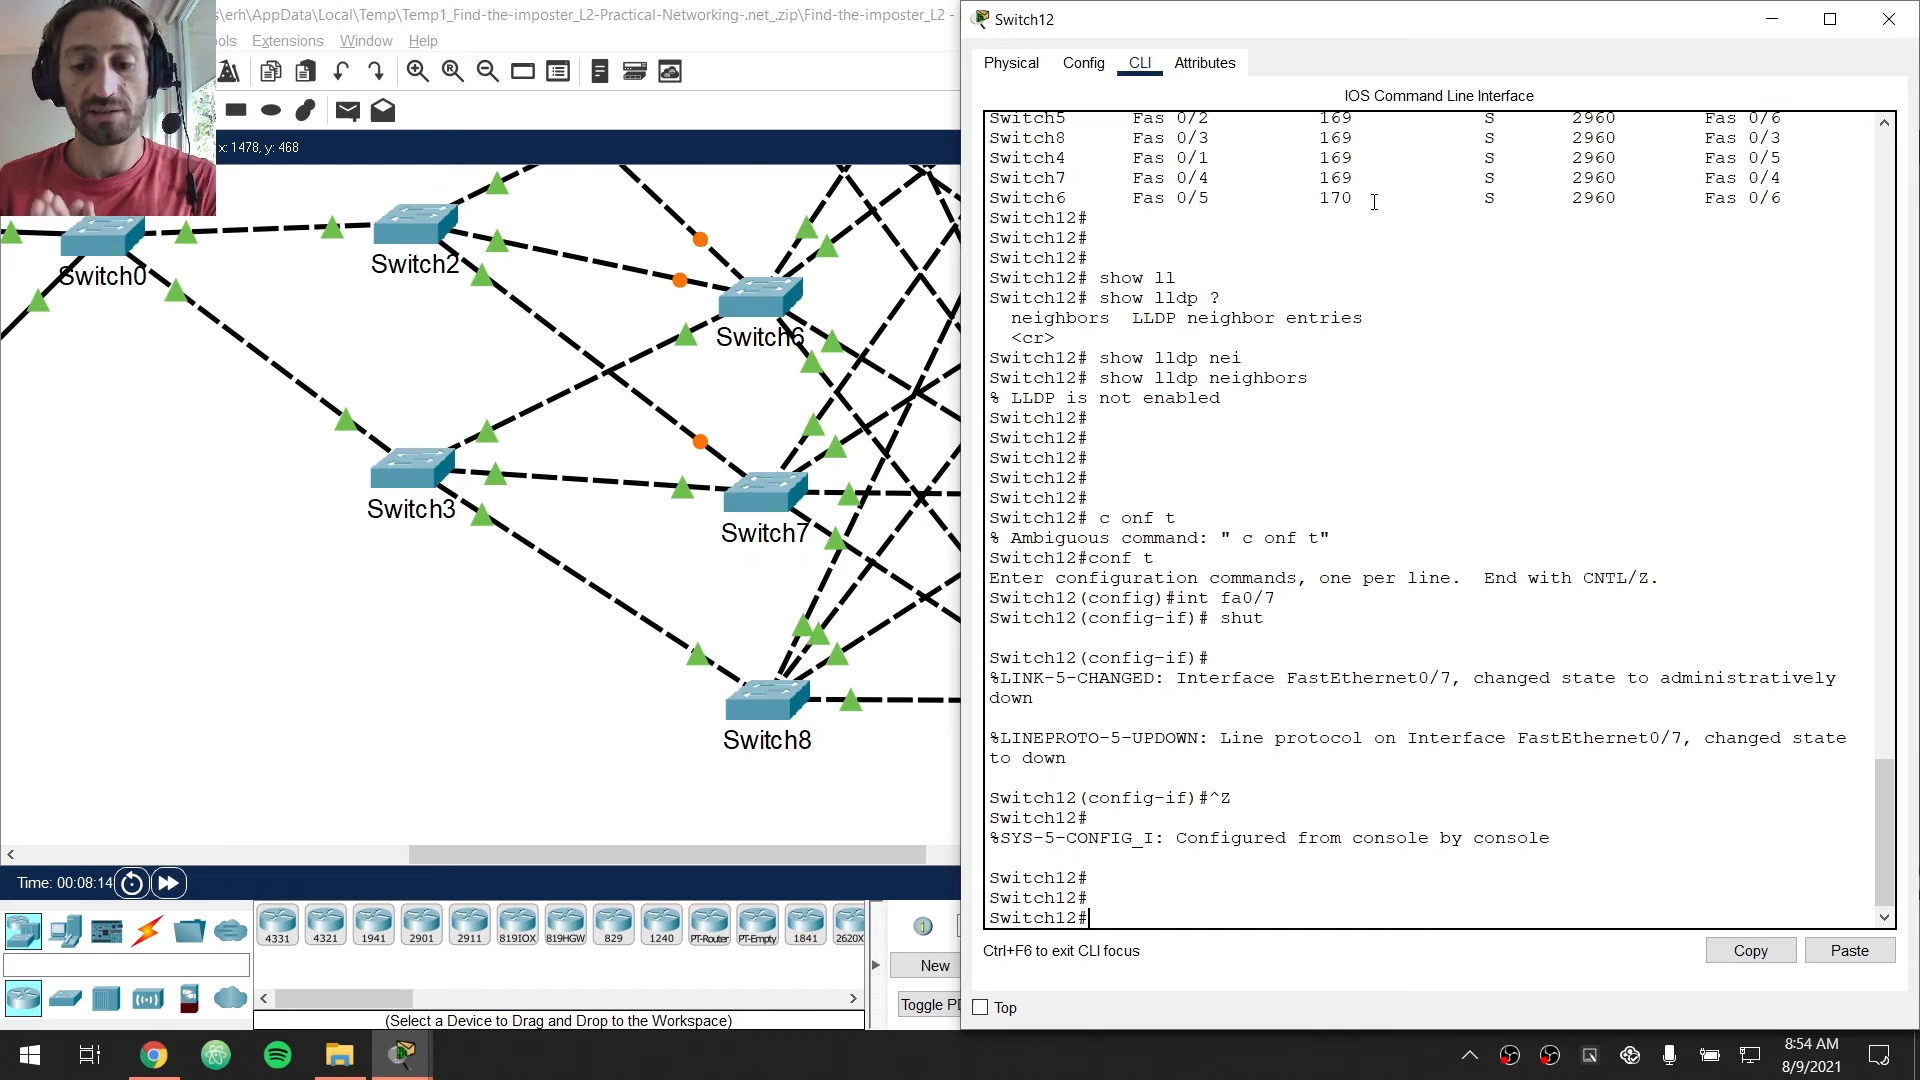 \erh\AppData\Local\Temp\Temp1_Find-the-imposter_L2-Practical-Networking-.net_.zip\Find-the-imposter_L2 -
ols Extensions Window Help
x: 1478, y: 468
Switch0
Switch2
Switch6
Switch3
Switch7
Switch8
Time: 00:08:14
4331 4321 1941 2901 2911 819IOX 819HGW 829 1240 PT-Router PT-Empty 1841 2620X
New
Toggle PD
(Select a Device to Drag and Drop to the Workspace)
Switch12
Physical Config CLI Attributes
IOS Command Line Interface
Switch5 Fas 0/2 169 S 2960 Fas 0/6
Switch8 Fas 0/3 169 S 2960 Fas 0/3
Switch4 Fas 0/1 169 S 2960 Fas 0/5
Switch7 Fas 0/4 169 S 2960 Fas 0/4
Switch6 Fas 0/5 170 S 2960 Fas 0/6
Switch12#
Switch12#
Switch12#
Switch12# show ll
Switch12# show lldp ?
neighbors LLDP neighbor entries
<cr>
Switch12# show lldp nei
Switch12# show lldp neighbors
% LLDP is not enabled
Switch12#
Switch12#
Switch12#
Switch12#
Switch12#
Switch12# c onf t
% Ambiguous command: " c onf t"
Switch12#conf t
Enter configuration commands, one per line. End with CNTL/Z.
Switch12(config)#int fa0/7
Switch12(config-if)# shut
Switch12(config-if)#
%LINK-5-CHANGED: Interface FastEthernet0/7, changed state to administratively
down
%LINEPROTO-5-UPDOWN: Line protocol on Interface FastEthernet0/7, changed state
to down
Switch12(config-if)#^Z
Switch12#
%SYS-5-CONFIG_I: Configured from console by console
Switch12#
Switch12#
Switch12#
Ctrl+F6 to exit CLI focus
Copy Paste
Top
8:54 AM
8/9/2021